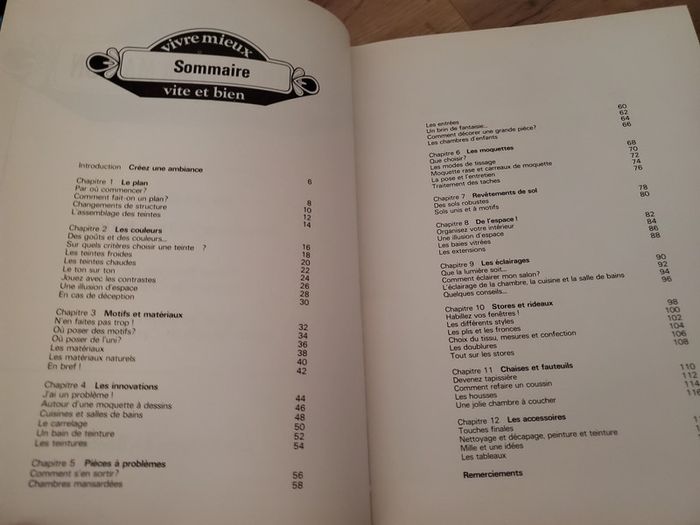 vivre mieux
Sommaire
vite et bien
Introduction Créez une ambiance 6
Chapitre 1 Le plan
Par où commencer? 8
Comment fait-on un plan? 10
Changements de structure 12
L'assemblage des teintes 14
Chapitre 2 Les couleurs
Des goûts et des couleurs... 16
Sur quels critères choisir une teinte ? 18
Les teintes froides 20
Les teintes chaudes 22
Le ton sur ton 24
Jouez avec les contrastes 26
Une illusion d'espace 28
En cas de déception 30
Chapitre 3 Motifs et matériaux
N'en faites pas trop ! 32
Où poser des motifs? 34
Où poser de l'uni? 36
Les matériaux 38
Les matériaux naturels 40
En bref ! 42
Chapitre 4 Les innovations
J'ai un problème ! 44
Autour d'une moquette à dessins 46
Cuisines et salles de bains 48
Le carrelage 50
Un bain de teinture 52
Les teintures 54
Chapitre 5 Pièces à problèmes
Comment s'en sortir? 56
Chambres mansardées 58
Les entrées 60
Un brin de fantaisie... 62
Comment décorer une grande pièce? 64
Les chambres d'enfants 66
Chapitre 6 Les moquettes
Que choisir? 68
Les modes de tissage 70
Moquette rase et carreaux de moquette 72
La pose et l'entretien 74
Traitement des taches 76
Chapitre 7 Revêtements de sol
Des sols robustes 78
Sols unis et à motifs 80
Chapitre 8 De l'espace !
Organisez votre intérieur 82
Une illusion d'espace 84
Les baies vitrées 86
Les extensions 88
Chapitre 9 Les éclairages
Que la lumière soit... 90
Comment éclairer mon salon? 92
L'éclairage de la chambre, la cuisine et la salle de bains 94
Quelques conseils... 96
Chapitre 10 Stores et rideaux
Habillez vos fenêtres ! 98
Les différents styles 100
Les plis et les fronces 102
Choix du tissu, mesures et confection 104
Les doublures 106
Tout sur les stores 108
Chapitre 11 Chaises et fauteuils
Devenez tapissière 110
Comment refaire un coussin 112
Les housses 114
Une jolie chambre à coucher 116
Chapitre 12 Les accessoires
Touches finales
Nettoyage et décapage, peinture et teinture
Mille et une idées
Les tableaux
Remerciements